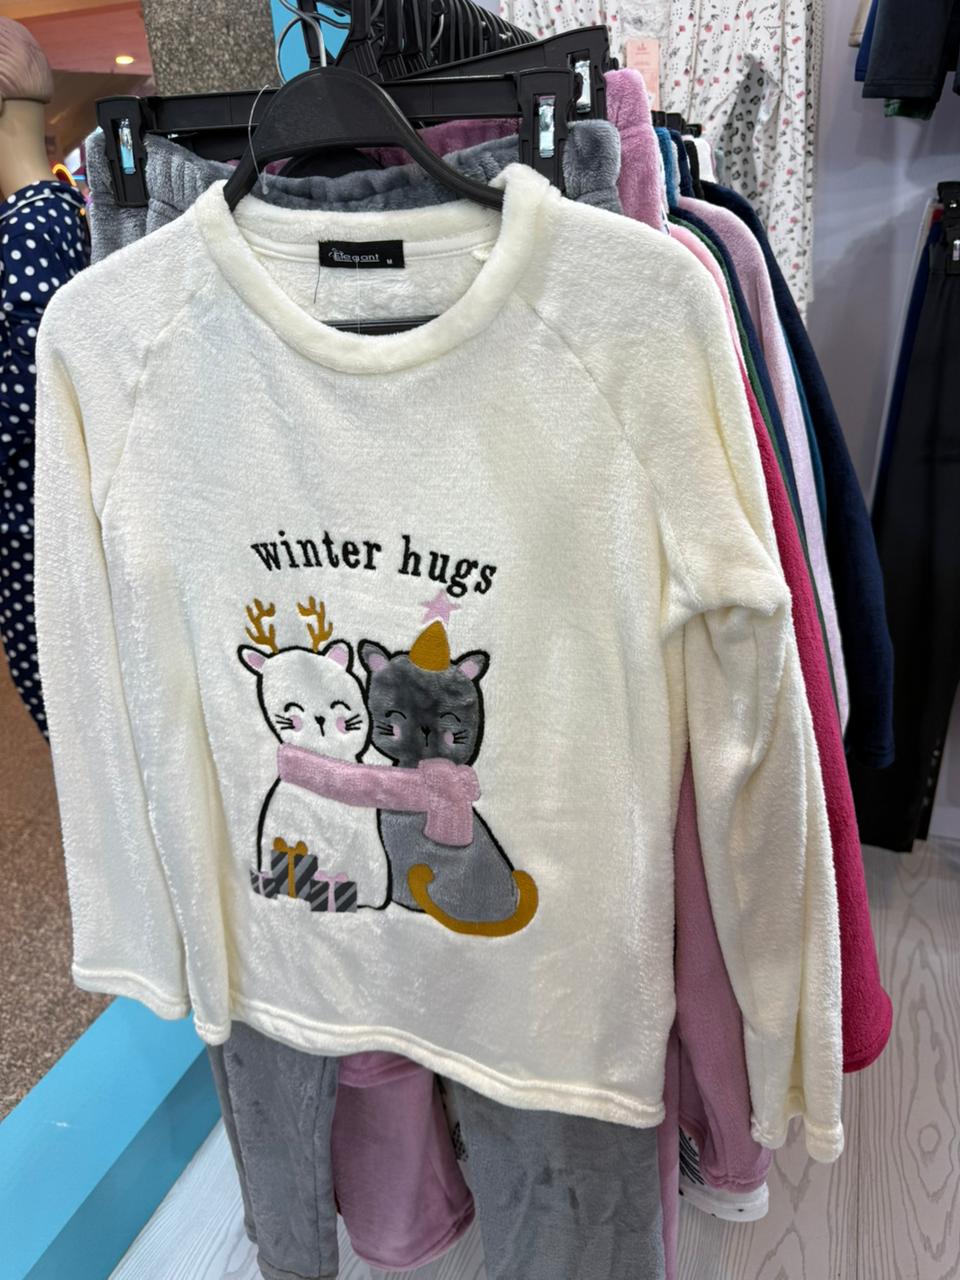 Elegant M
winter hugs